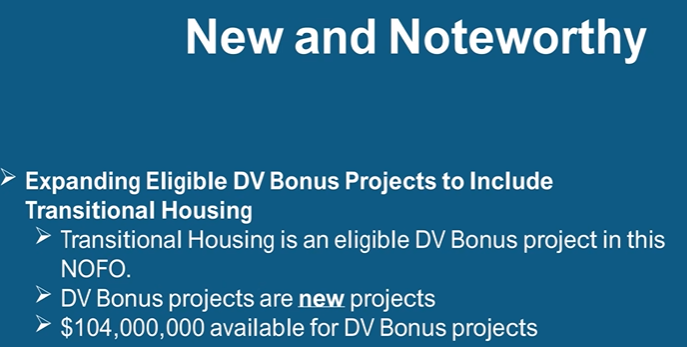 New and Noteworthy
➢ Expanding Eligible DV Bonus Projects to Include
Transitional Housing
➢ Transitional Housing is an eligible DV Bonus project in this
NOFO.
➢ DV Bonus projects are new projects
➢ $104,000,000 available for DV Bonus projects